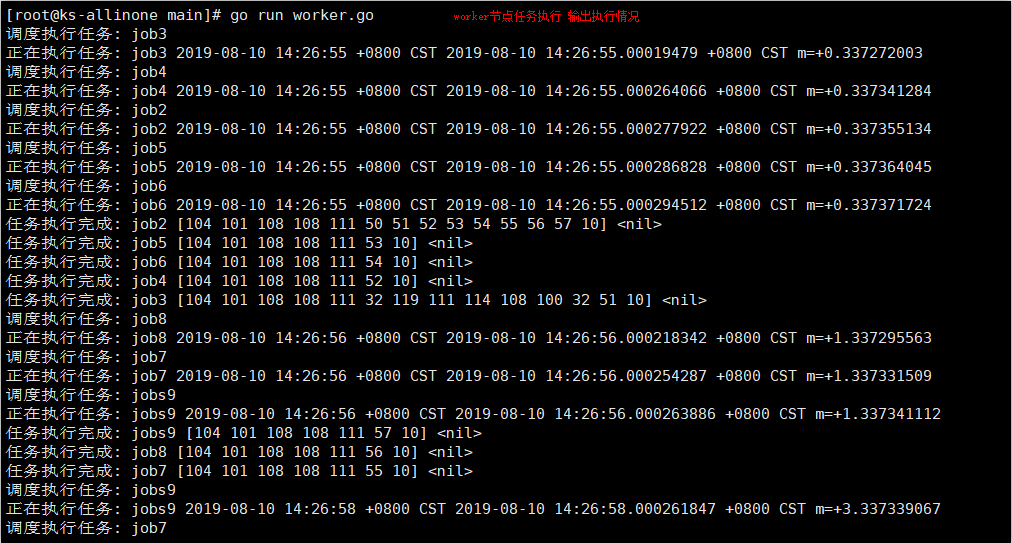 [root@ks-allinone main]# go run worker.go worker节点任务执行 输出执行情况
调度执行任务: job3
正在执行任务: job3 2019-08-10 14:26:55 +0800 CST 2019-08-10 14:26:55.00019479 +0800 CST m=+0.337272003
调度执行任务: job4
正在执行任务: job4 2019-08-10 14:26:55 +0800 CST 2019-08-10 14:26:55.000264066 +0800 CST m=+0.337341284
调度执行任务: job2
正在执行任务: job2 2019-08-10 14:26:55 +0800 CST 2019-08-10 14:26:55.000277922 +0800 CST m=+0.337355134
调度执行任务: job5
正在执行任务: job5 2019-08-10 14:26:55 +0800 CST 2019-08-10 14:26:55.000286828 +0800 CST m=+0.337364045
调度执行任务: job6
正在执行任务: job6 2019-08-10 14:26:55 +0800 CST 2019-08-10 14:26:55.000294512 +0800 CST m=+0.337371724
任务执行完成: job2 [104 101 108 108 111 50 51 52 53 54 55 56 57 10] <nil>
任务执行完成: job5 [104 101 108 108 111 53 10] <nil>
任务执行完成: job6 [104 101 108 108 111 54 10] <nil>
任务执行完成: job4 [104 101 108 108 111 52 10] <nil>
任务执行完成: job3 [104 101 108 108 111 32 119 111 114 108 100 32 51 10] <nil>
调度执行任务: job8
正在执行任务: job8 2019-08-10 14:26:56 +0800 CST 2019-08-10 14:26:56.000218342 +0800 CST m=+1.337295563
调度执行任务: job7
正在执行任务: job7 2019-08-10 14:26:56 +0800 CST 2019-08-10 14:26:56.000254287 +0800 CST m=+1.337331509
调度执行任务: jobs9
正在执行任务: jobs9 2019-08-10 14:26:56 +0800 CST 2019-08-10 14:26:56.000263886 +0800 CST m=+1.337341112
任务执行完成: jobs9 [104 101 108 108 111 57 10] <nil>
任务执行完成: job8 [104 101 108 108 111 56 10] <nil>
任务执行完成: job7 [104 101 108 108 111 55 10] <nil>
调度执行任务: jobs9
正在执行任务: jobs9 2019-08-10 14:26:58 +0800 CST 2019-08-10 14:26:58.000261847 +0800 CST m=+3.337339067
调度执行任务: job7